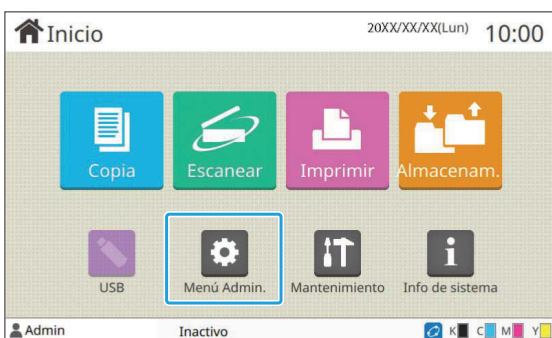 Inicio
20XX/XX/XX(Lun) 10:00
Copia
Escanear
Imprimir
Almacenam.
USB
Menú Admin.
Mantenimiento
Info de sistema
Admin
Inactivo
K C M Y